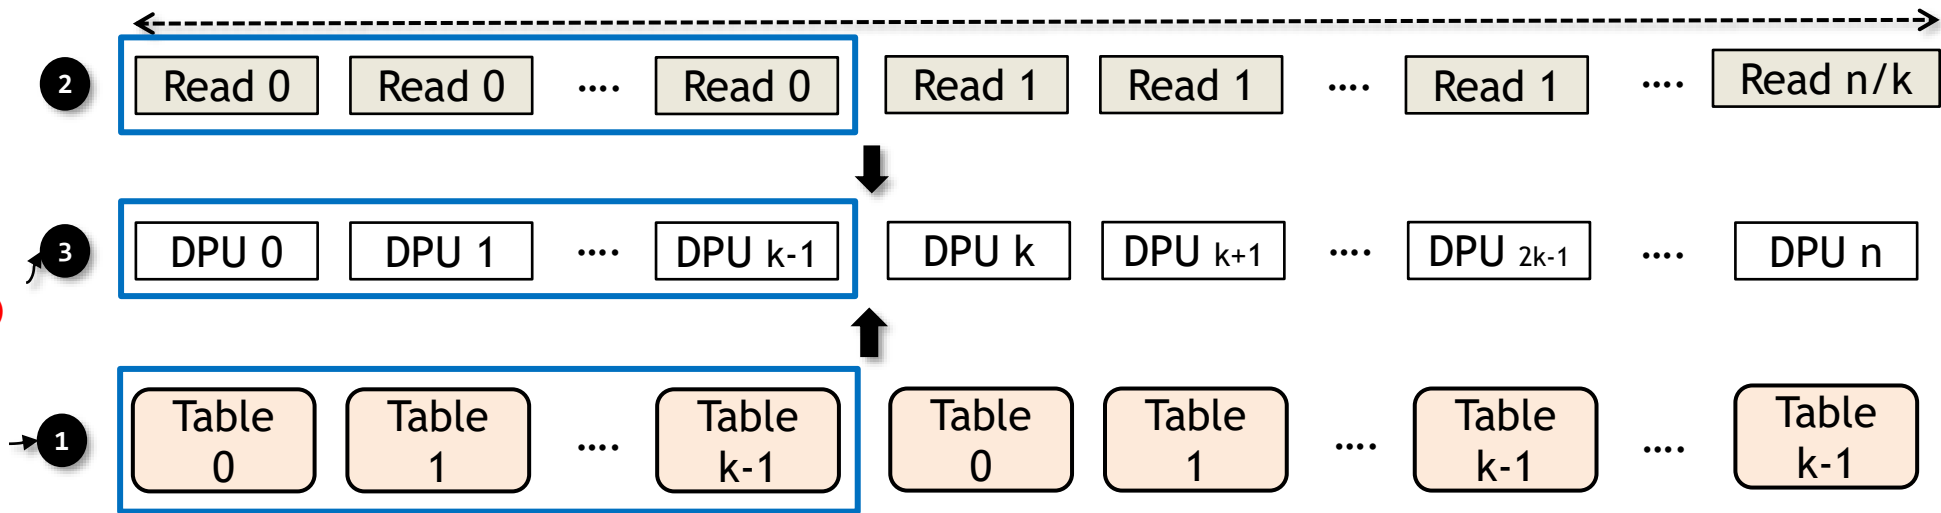 2 Read 0 Read 0 .... Read 0 Read 1 Read 1 .... Read 1 .... Read n/k
3 DPU 0 DPU 1 .... DPU k-1 DPU k DPU k+1 .... DPU 2k-1 .... DPU n
1 Table 0 Table 1 .... Table k-1 Table 0 Table 1 .... Table k-1 .... Table k-1